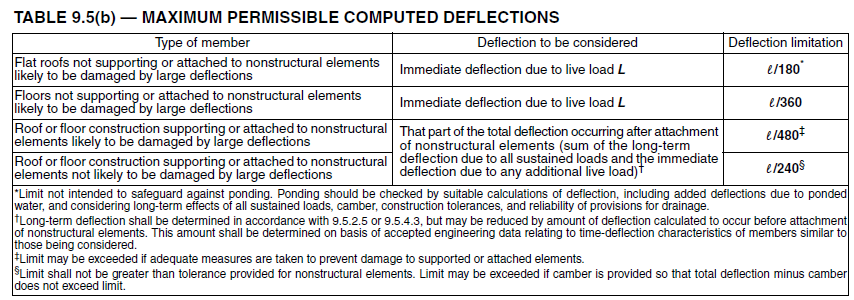 TABLE 9.5(b) — MAXIMUM PERMISSIBLE COMPUTED DEFLECTIONS
Type of member
Deflection to be considered
Deflection limitation
Flat roofs not supporting or attached to nonstructural elements
likely to be damaged by large deflections
Immediate deflection due to live load L
ℓ/180*
Floors not supporting or attached to nonstructural elements
likely to be damaged by large deflections
Immediate deflection due to live load L
ℓ/360
Roof or floor construction supporting or attached to nonstructural
elements likely to be damaged by large deflections
That part of the total deflection occurring after attachment
of nonstructural elements (sum of the long-term
deflection due to all sustained loads and the immediate
deflection due to any additional live load)†
ℓ/480‡
Roof or floor construction supporting or attached to nonstructural
elements not likely to be damaged by large deflections
ℓ/240§
*Limit not intended to safeguard against ponding. Ponding should be checked by suitable calculations of deflection, including added deflections due to ponded
water, and considering long-term effects of all sustained loads, camber, construction tolerances, and reliability of provisions for drainage.
†Long-term deflection shall be determined in accordance with 9.5.2.5 or 9.5.4.3, but may be reduced by amount of deflection calculated to occur before attachment
of nonstructural elements. This amount shall be determined on basis of accepted engineering data relating to time-deflection characteristics of members similar to
those being considered.
‡Limit may be exceeded if adequate measures are taken to prevent damage to supported or attached elements.
§Limit shall not be greater than tolerance provided for nonstructural elements. Limit may be exceeded if camber is provided so that total deflection minus camber
does not exceed limit.